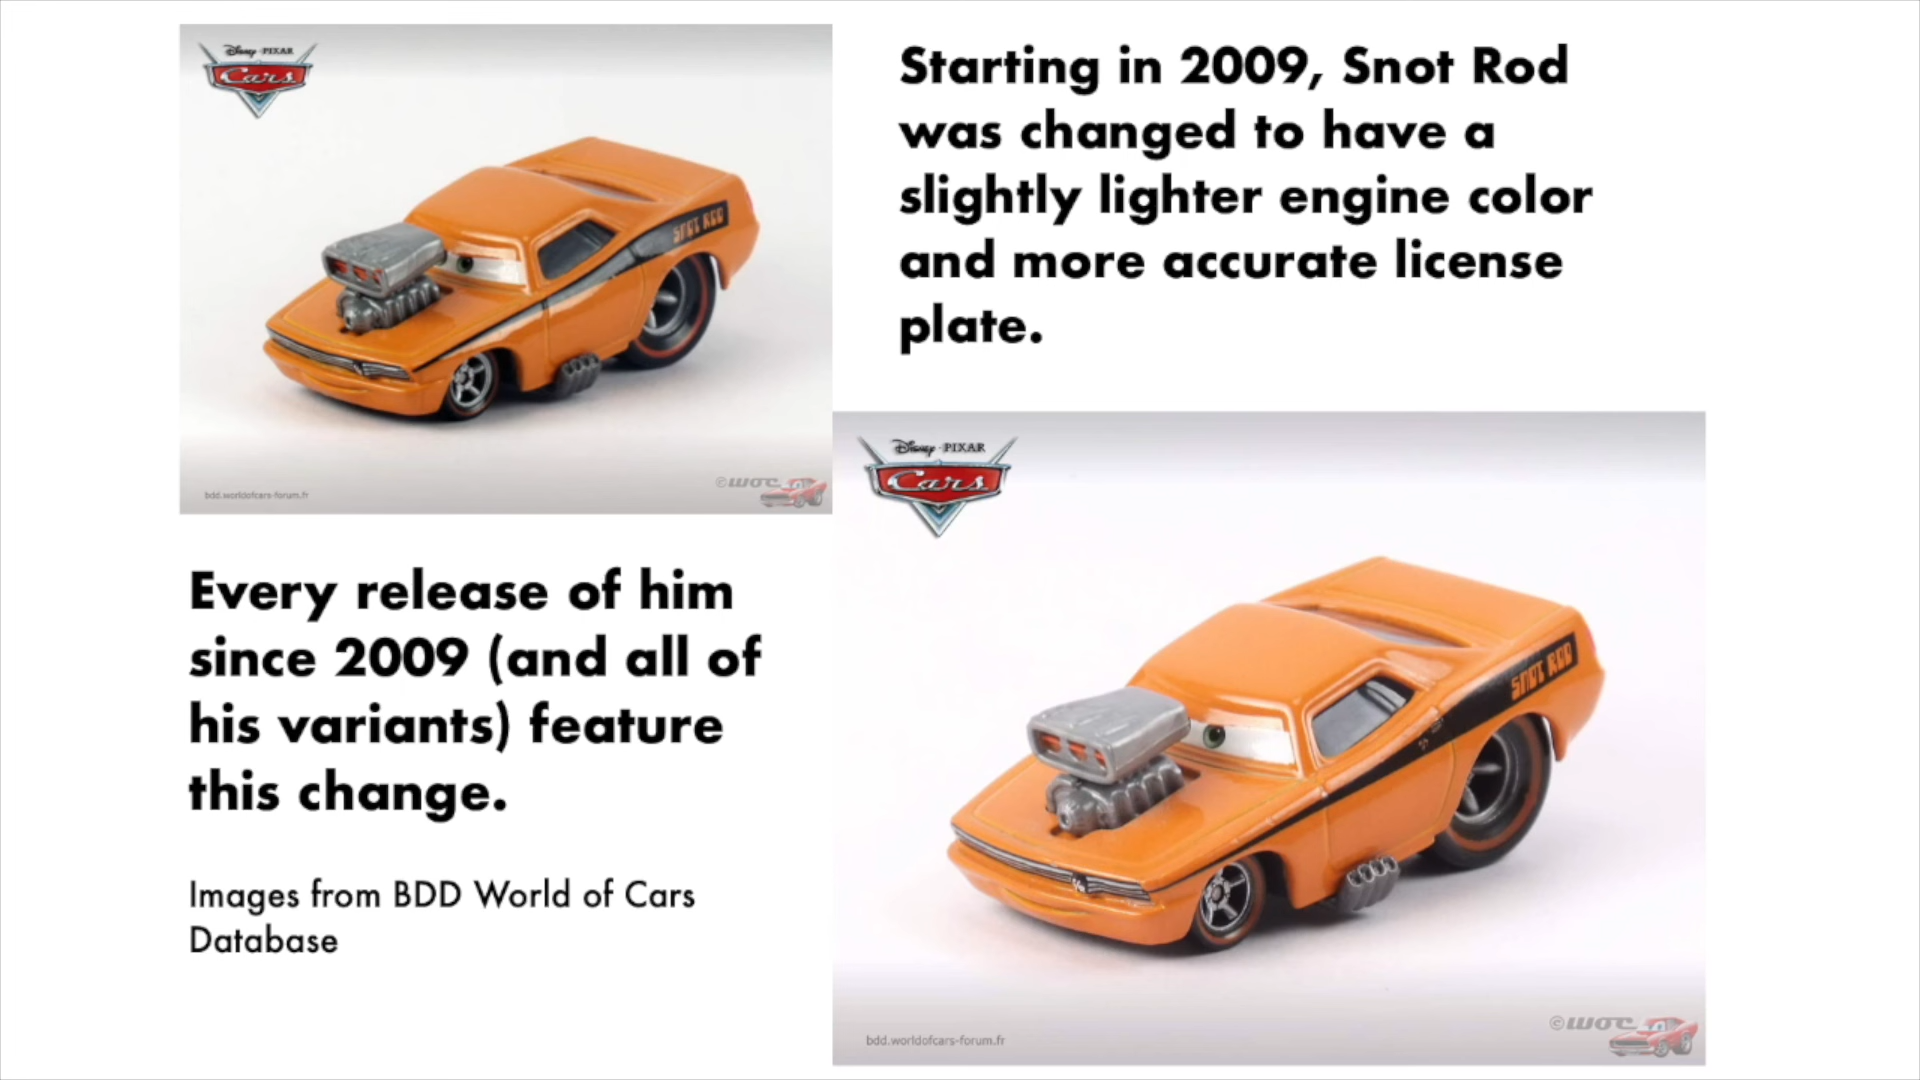 Disney · PIXAR
Cars
SNOT ROD
bdd.worldofcars-forum.fr
©WOC
Starting in 2009, Snot Rod
was changed to have a
slightly lighter engine color
and more accurate license
plate.
Every release of him
since 2009 (and all of
his variants) feature
this change.
Images from BDD World of Cars
Database
Disney · PIXAR
Cars
SNOT ROD
bdd.worldofcars-forum.fr
©WOC